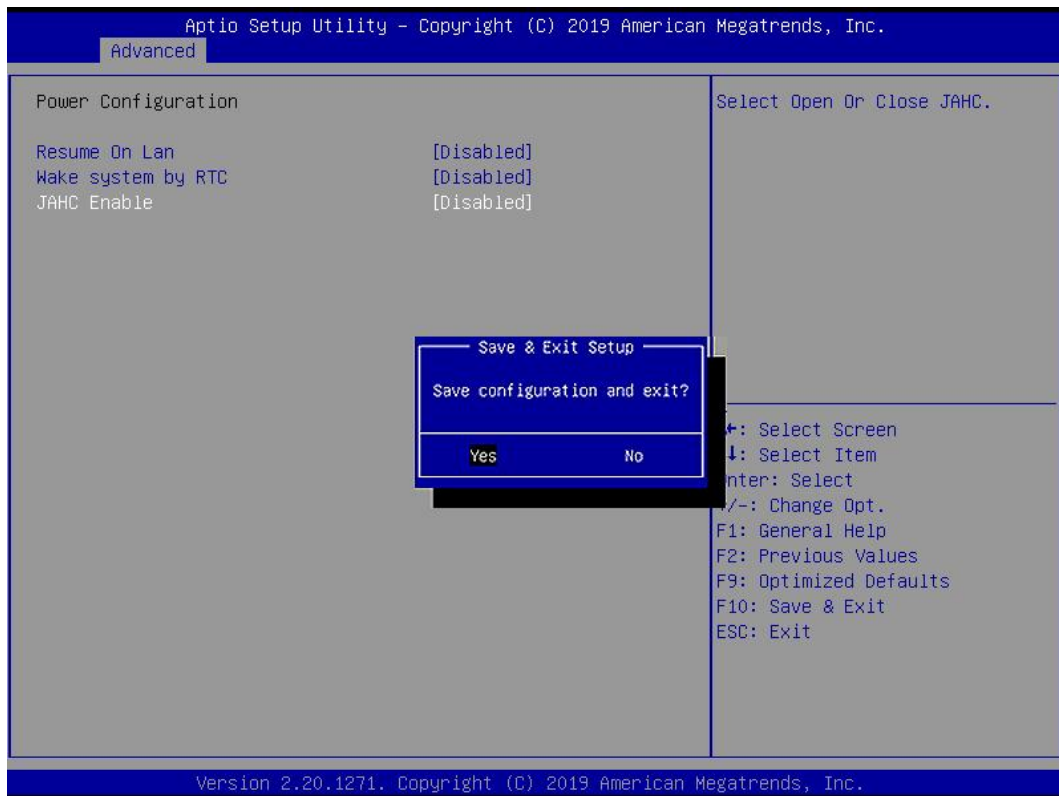 Aptio Setup Utility – Copyright (C) 2019 American Megatrends, Inc.
Advanced
Power Configuration
Resume On Lan [Disabled]
Wake system by RTC [Disabled]
JAHC Enable [Disabled]
Select Open Or Close JAHC.
Save & Exit Setup
Save configuration and exit?
Yes No
: Select Screen
: Select Item
nter: Select
/-: Change Opt.
F1: General Help
F2: Previous Values
F9: Optimized Defaults
F10: Save & Exit
ESC: Exit
Version 2.20.1271. Copyright (C) 2019 American Megatrends, Inc.